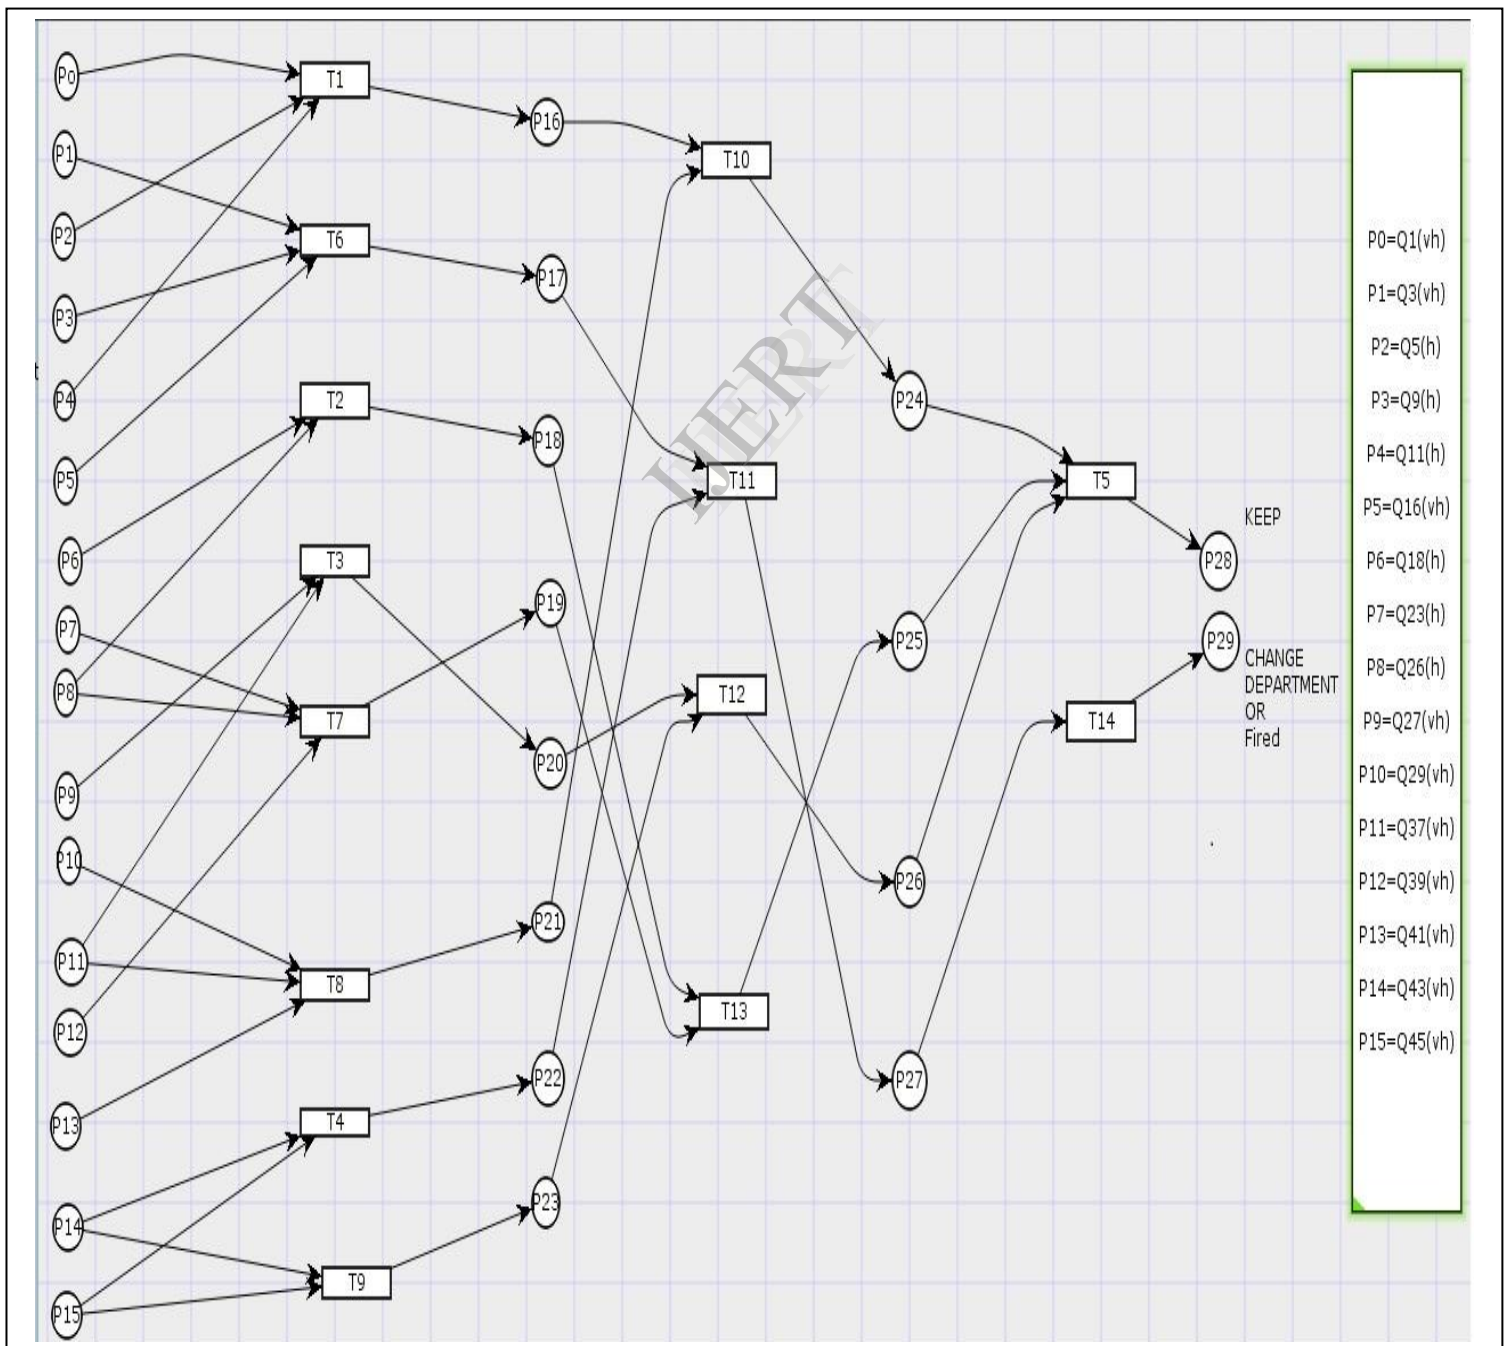 Po
T1
P16
P1
T10
P2
T6
P17
P3
P4
T2
P24
P18
P5
T11
T5
KEEP
P6
T3
P28
P19
P7
P25
P29
P8
T7
T12
T14
CHANGE
DEPARTMENT
OR
Fired
P20
P9
P10
P26
P21
P11
T8
P12
T13
P22
P27
P13
T4
P23
P14
T9
P15
IJERT
t
P0=Q1(vh)
P1=Q3(vh)
P2=Q5(h)
P3=Q9(h)
P4=Q11(h)
P5=Q16(vh)
P6=Q18(h)
P7=Q23(h)
P8=Q26(h)
P9=Q27(vh)
P10=Q29(vh)
P11=Q37(vh)
P12=Q39(vh)
P13=Q41(vh)
P14=Q43(vh)
P15=Q45(vh)